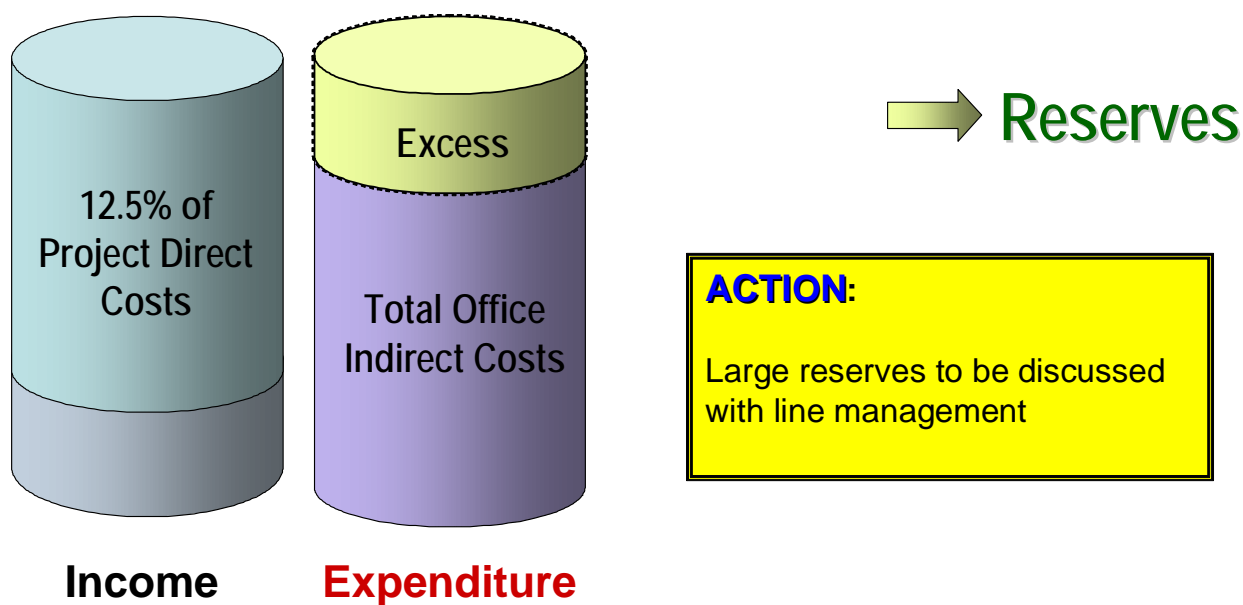 12.5% of
Project Direct
Costs
Excess
Total Office
Indirect Costs
Income
Expenditure
Reserves
ACTION:
Large reserves to be discussed
with line management